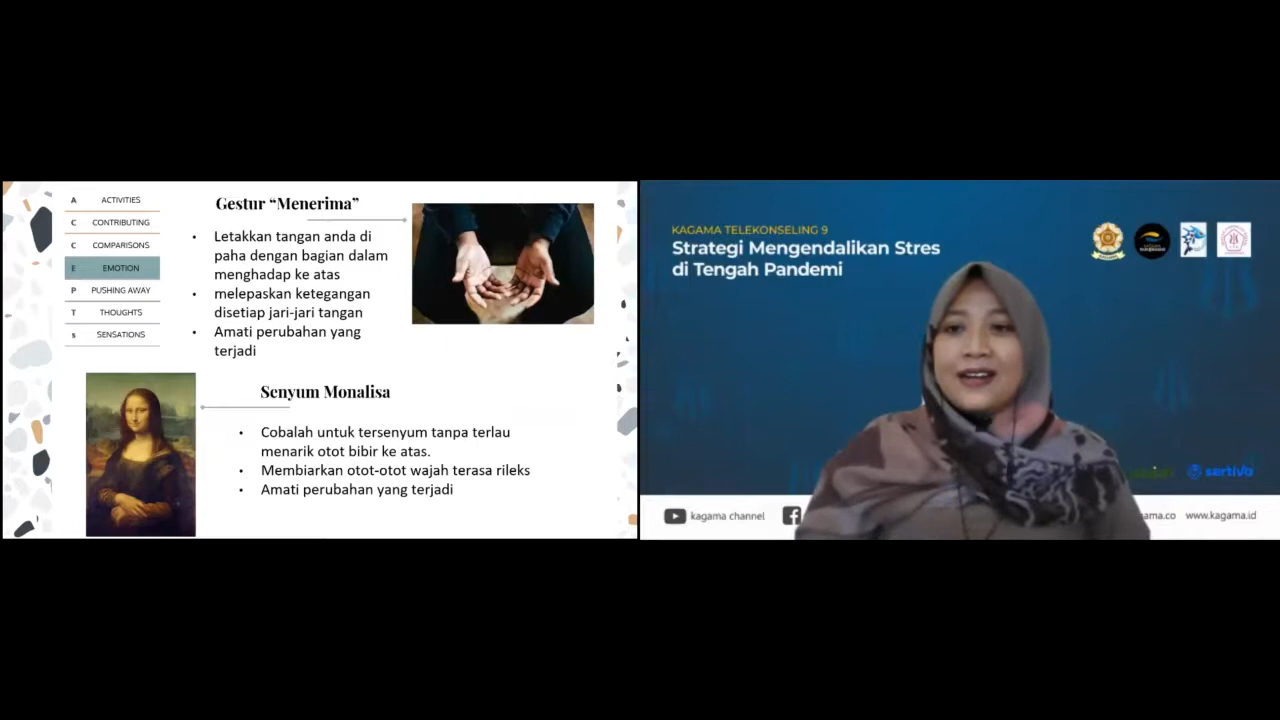 A ACTIVITIES
C CONTRIBUTING
C COMPARISONS
E EMOTION
P PUSHING AWAY
T THOUGHTS
s SENSATIONS
Gestur “Menerima”
• Letakkan tangan anda di
paha dengan bagian dalam
menghadap ke atas
• melepaskan ketegangan
disetiap jari-jari tangan
• Amati perubahan yang
terjadi
Senyum Monalisa
• Cobalah untuk tersenyum tanpa terlau
menarik otot bibir ke atas.
• Membiarkan otot-otot wajah terasa rileks
• Amati perubahan yang terjadi
KAGAMA TELEKONSELING 9
Strategi Mengendalikan Stres
di Tengah Pandemi
sertiva
kagama channel
ama.co www.kagama.id